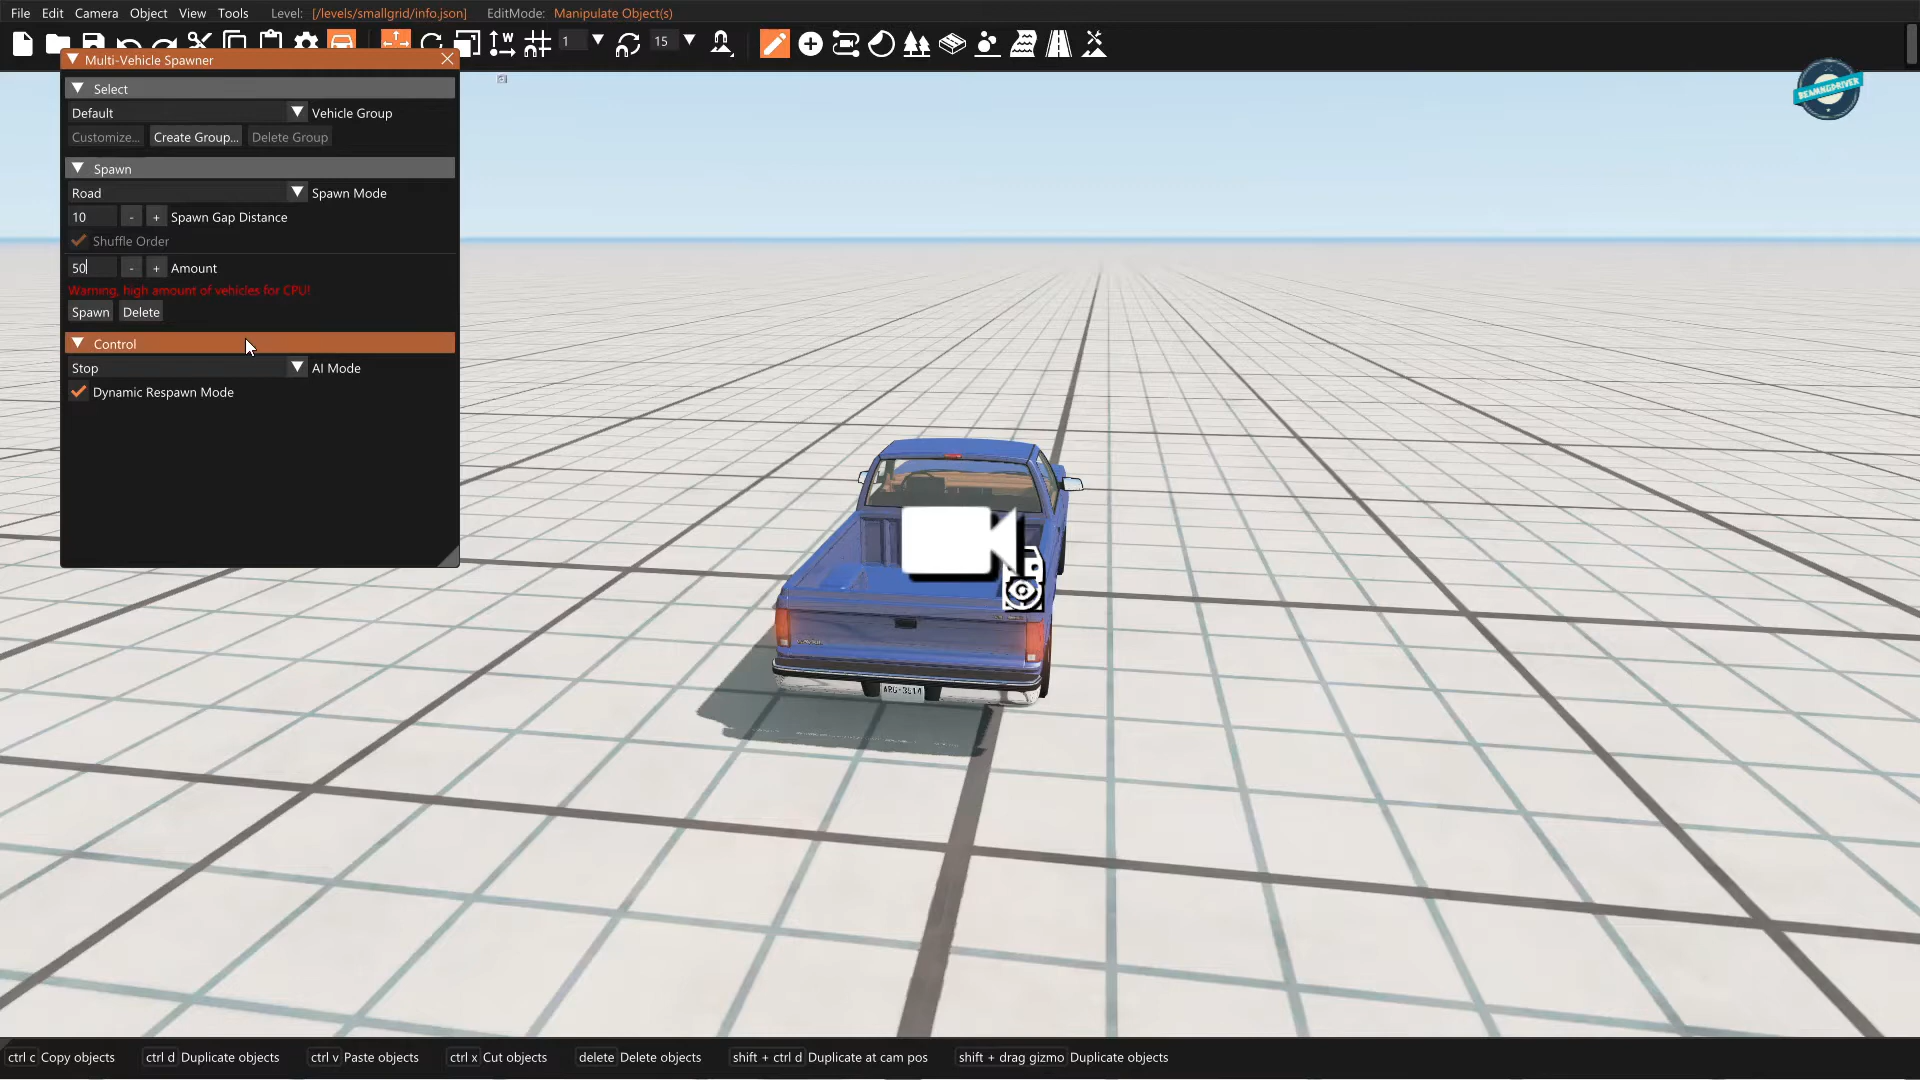 File Edit View Camera Object View Tools Level: [/levels/smallgrid/info.json] EditMode: Manipulate Object(s)
1 15
Multi-Vehicle Spawner
BEAMNGDRIVER
Select
Default Vehicle Group
Customize... Create Group... Delete Group
Spawn
Road Spawn Mode
10 - + Spawn Gap Distance
Shuffle Order
50 - + Amount
Warning, high amount of vehicles for CPU!
Spawn Delete
Control
Stop AI Mode
Dynamic Respawn Mode
ctrl c Copy objects ctrl d Duplicate objects ctrl v Paste objects ctrl x Cut objects delete Delete objects shift + ctrl d Duplicate at cam pos shift + drag gizmo Duplicate objects